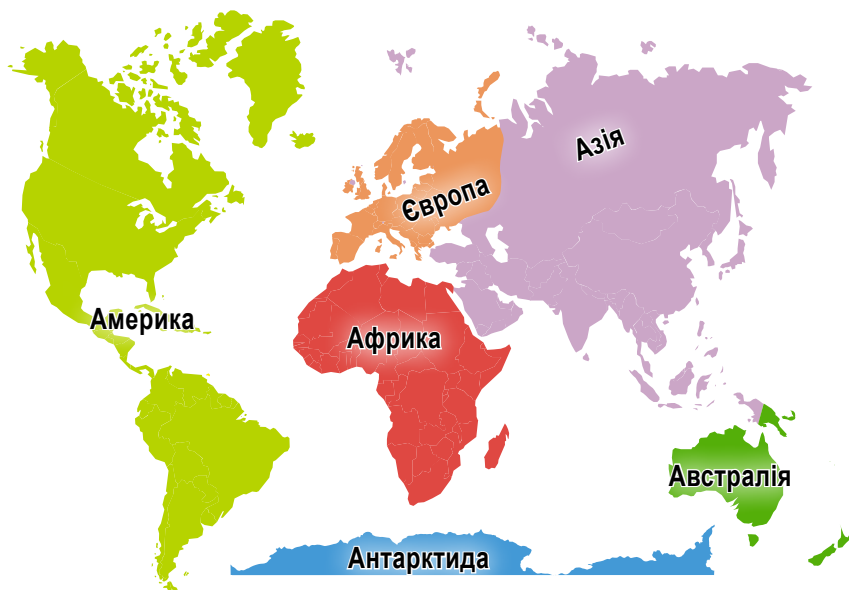 Азія
Європа
Америка
Африка
Австралія
Антарктида